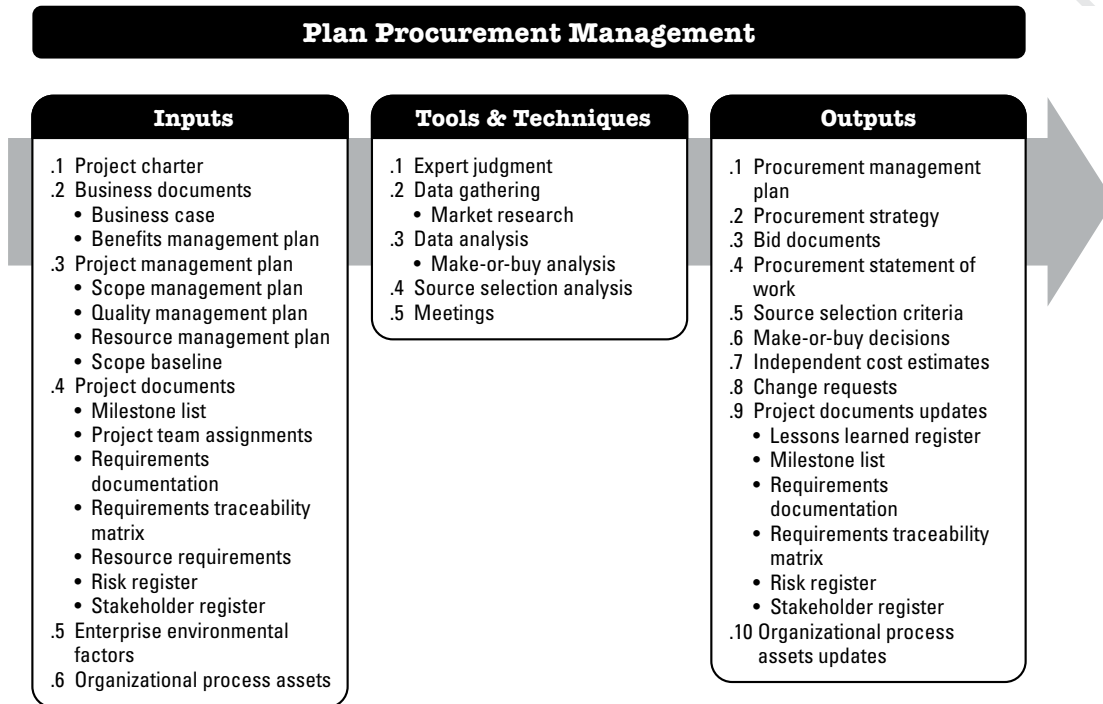 Plan Procurement Management
Inputs
.1 Project charter
.2 Business documents
• Business case
• Benefits management plan
.3 Project management plan
• Scope management plan
• Quality management plan
• Resource management plan
• Scope baseline
.4 Project documents
• Milestone list
• Project team assignments
• Requirements
documentation
• Requirements traceability
matrix
• Resource requirements
• Risk register
• Stakeholder register
.5 Enterprise environmental
factors
.6 Organizational process assets
Tools & Techniques
.1 Expert judgment
.2 Data gathering
• Market research
.3 Data analysis
• Make-or-buy analysis
.4 Source selection analysis
.5 Meetings
Outputs
.1 Procurement management
plan
.2 Procurement strategy
.3 Bid documents
.4 Procurement statement of
work
.5 Source selection criteria
.6 Make-or-buy decisions
.7 Independent cost estimates
.8 Change requests
.9 Project documents updates
• Lessons learned register
• Milestone list
• Requirements
documentation
• Requirements traceability
matrix
• Risk register
• Stakeholder register
.10 Organizational process
assets updates